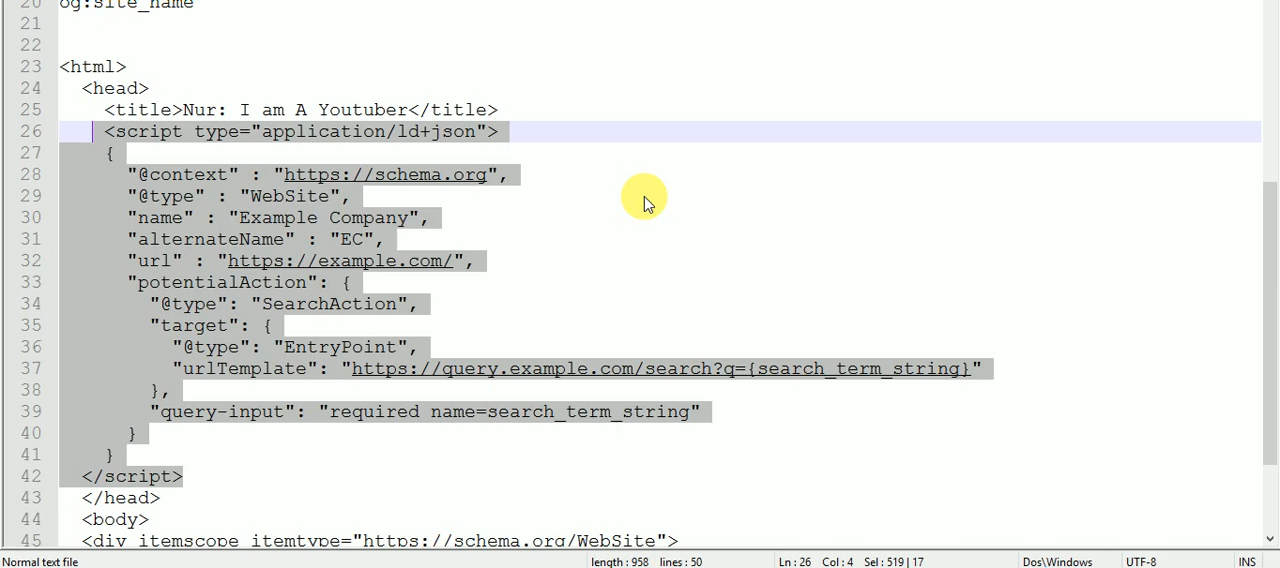 20 og:site_name
21
22
23 <html>
24 <head>
25 <title>Nur: I am A Youtuber</title>
26 <script type="application/ld+json">
27 {
28 "@context" : "https://schema.org",
29 "@type" : "WebSite",
30 "name" : "Example Company",
31 "alternateName" : "EC",
32 "url" : "https://example.com/",
33 "potentialAction": {
34 "@type": "SearchAction",
35 "target": {
36 "@type": "EntryPoint",
37 "urlTemplate": "https://query.example.com/search?q={search_term_string}"
38 },
39 "query-input": "required name=search_term_string"
40 }
41 }
42 </script>
43 </head>
44 <body>
45 <div itemscope itemtype="https://schema.org/WebSite">
Normal text file length : 958 lines : 50 Ln : 26 Col : 4 Sel : 519 | 17 Dos\Windows UTF-8 INS